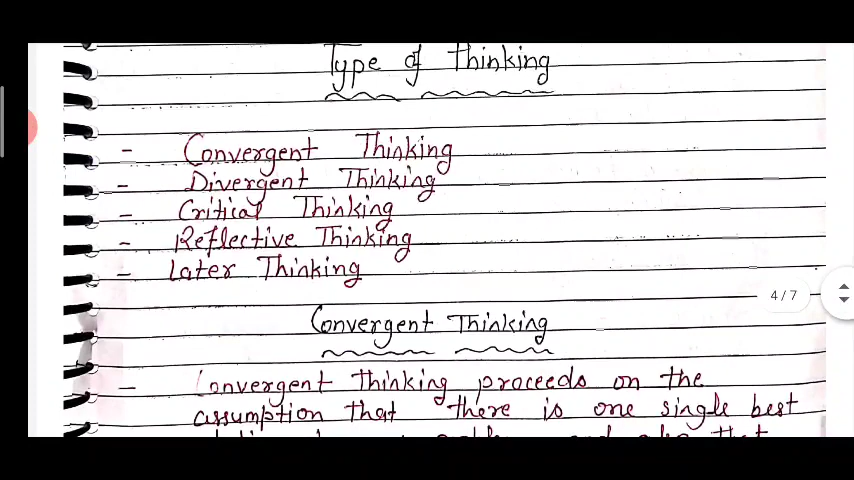 Type of Thinking
- Convergent Thinking
- Divergent Thinking
- Critical Thinking
- Reflective Thinking
- Later Thinking
4/7
Convergent Thinking
- Convergent Thinking proceeds on the
assumption that there is one single best